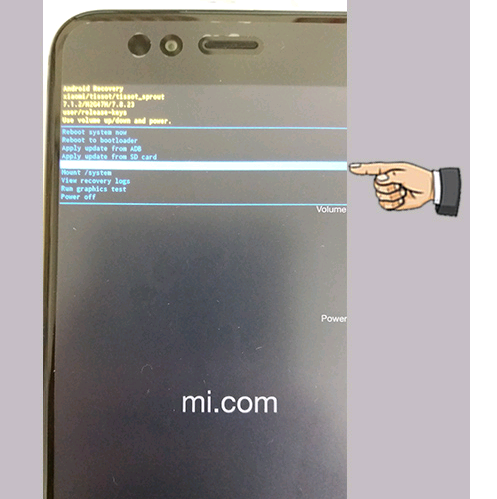 Android Recovery
xiaomi/tissot/tissot_sprout
7.1.2/N2G47H/7.8.23
user/release-keys
Use volume up/down and power.
Reboot system now
Reboot to bootloader
Apply update from ADB
Apply update from SD card
Mount /system
View recovery logs
Run graphics test
Power off
Volume
Power
mi.com